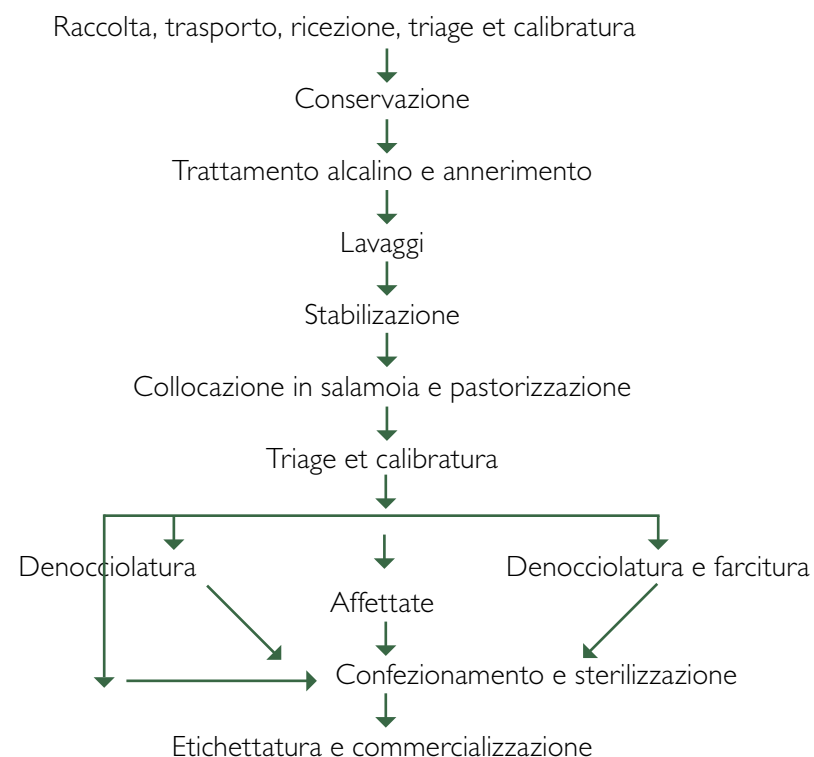 Raccolta, trasporto, ricezione, triage et calibratura
Conservazione
Trattamento alcalino e annerimento
Lavaggi
Stabilizazione
Collocazione in salamoia e pastorizzazione
Triage et calibratura
Denocciolatura
Denocciolatura e farcitura
Affettate
Confezionamento e sterilizzazione
Etichettatura e commercializzazione